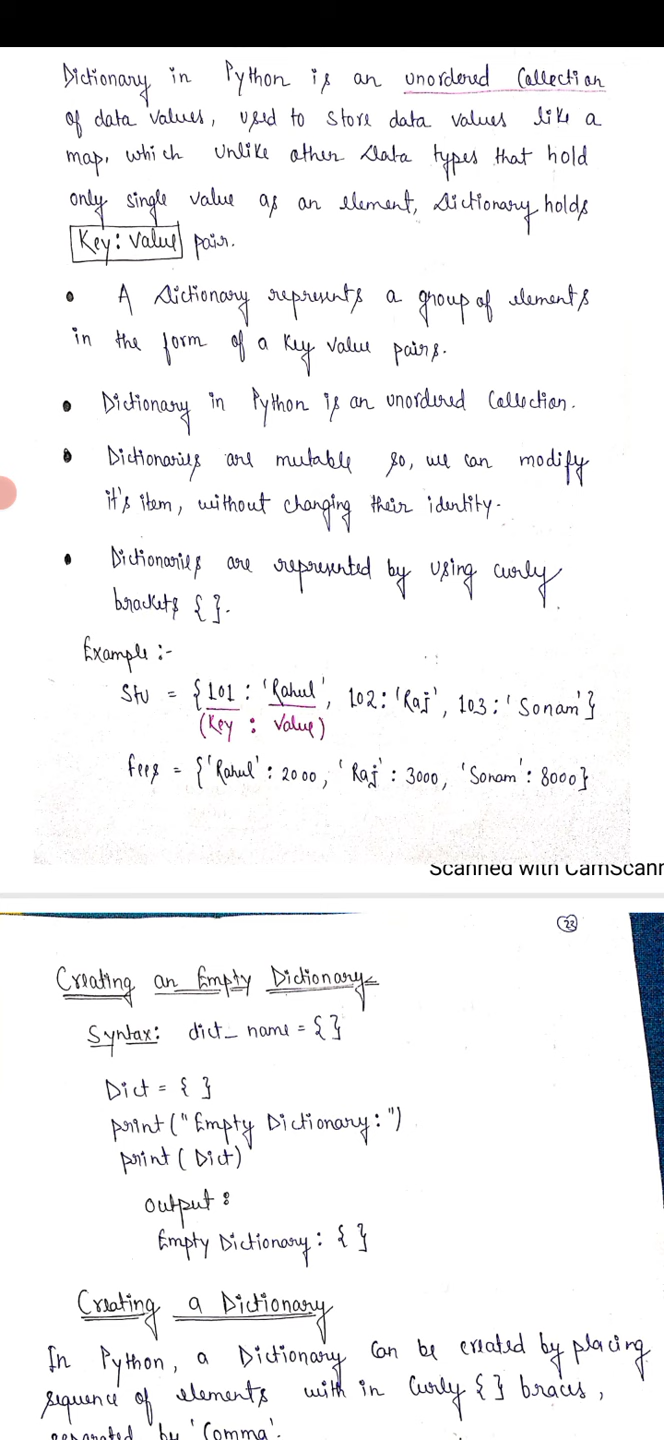 Dictionary in Python is an unordered Collection
of data values, used to store data values like a
map, which unlike other data types that hold
only single value as an element, Dictionary holds
Key: Value pair.
• A Dictionary represents a group of elements
in the form of a Key value pairs.
• Dictionary in Python is an unordered Collection.
• Dictionaries are mutable so, we can modify
it's item, without changing their identity.
• Dictionaries are represented by using curly
brackets { }.
Example :-
Stu = {101 : 'Rahul', 102: 'Raj', 103: 'Sonam'}
(Key : Value)
fees = {'Rahul': 2000, 'Raj': 3000, 'Sonam': 8000}
Scanned with CamScann
23
Creating an Empty Dictionary
Syntax: dict_name = { }
Dict = { }
print("Empty Dictionary:")
print(Dict)
output:
Empty Dictionary: { }
Creating a Dictionary
In Python, a Dictionary Can be created by placing
sequence of elements with in Curly { } braces,
separated by 'Comma'.